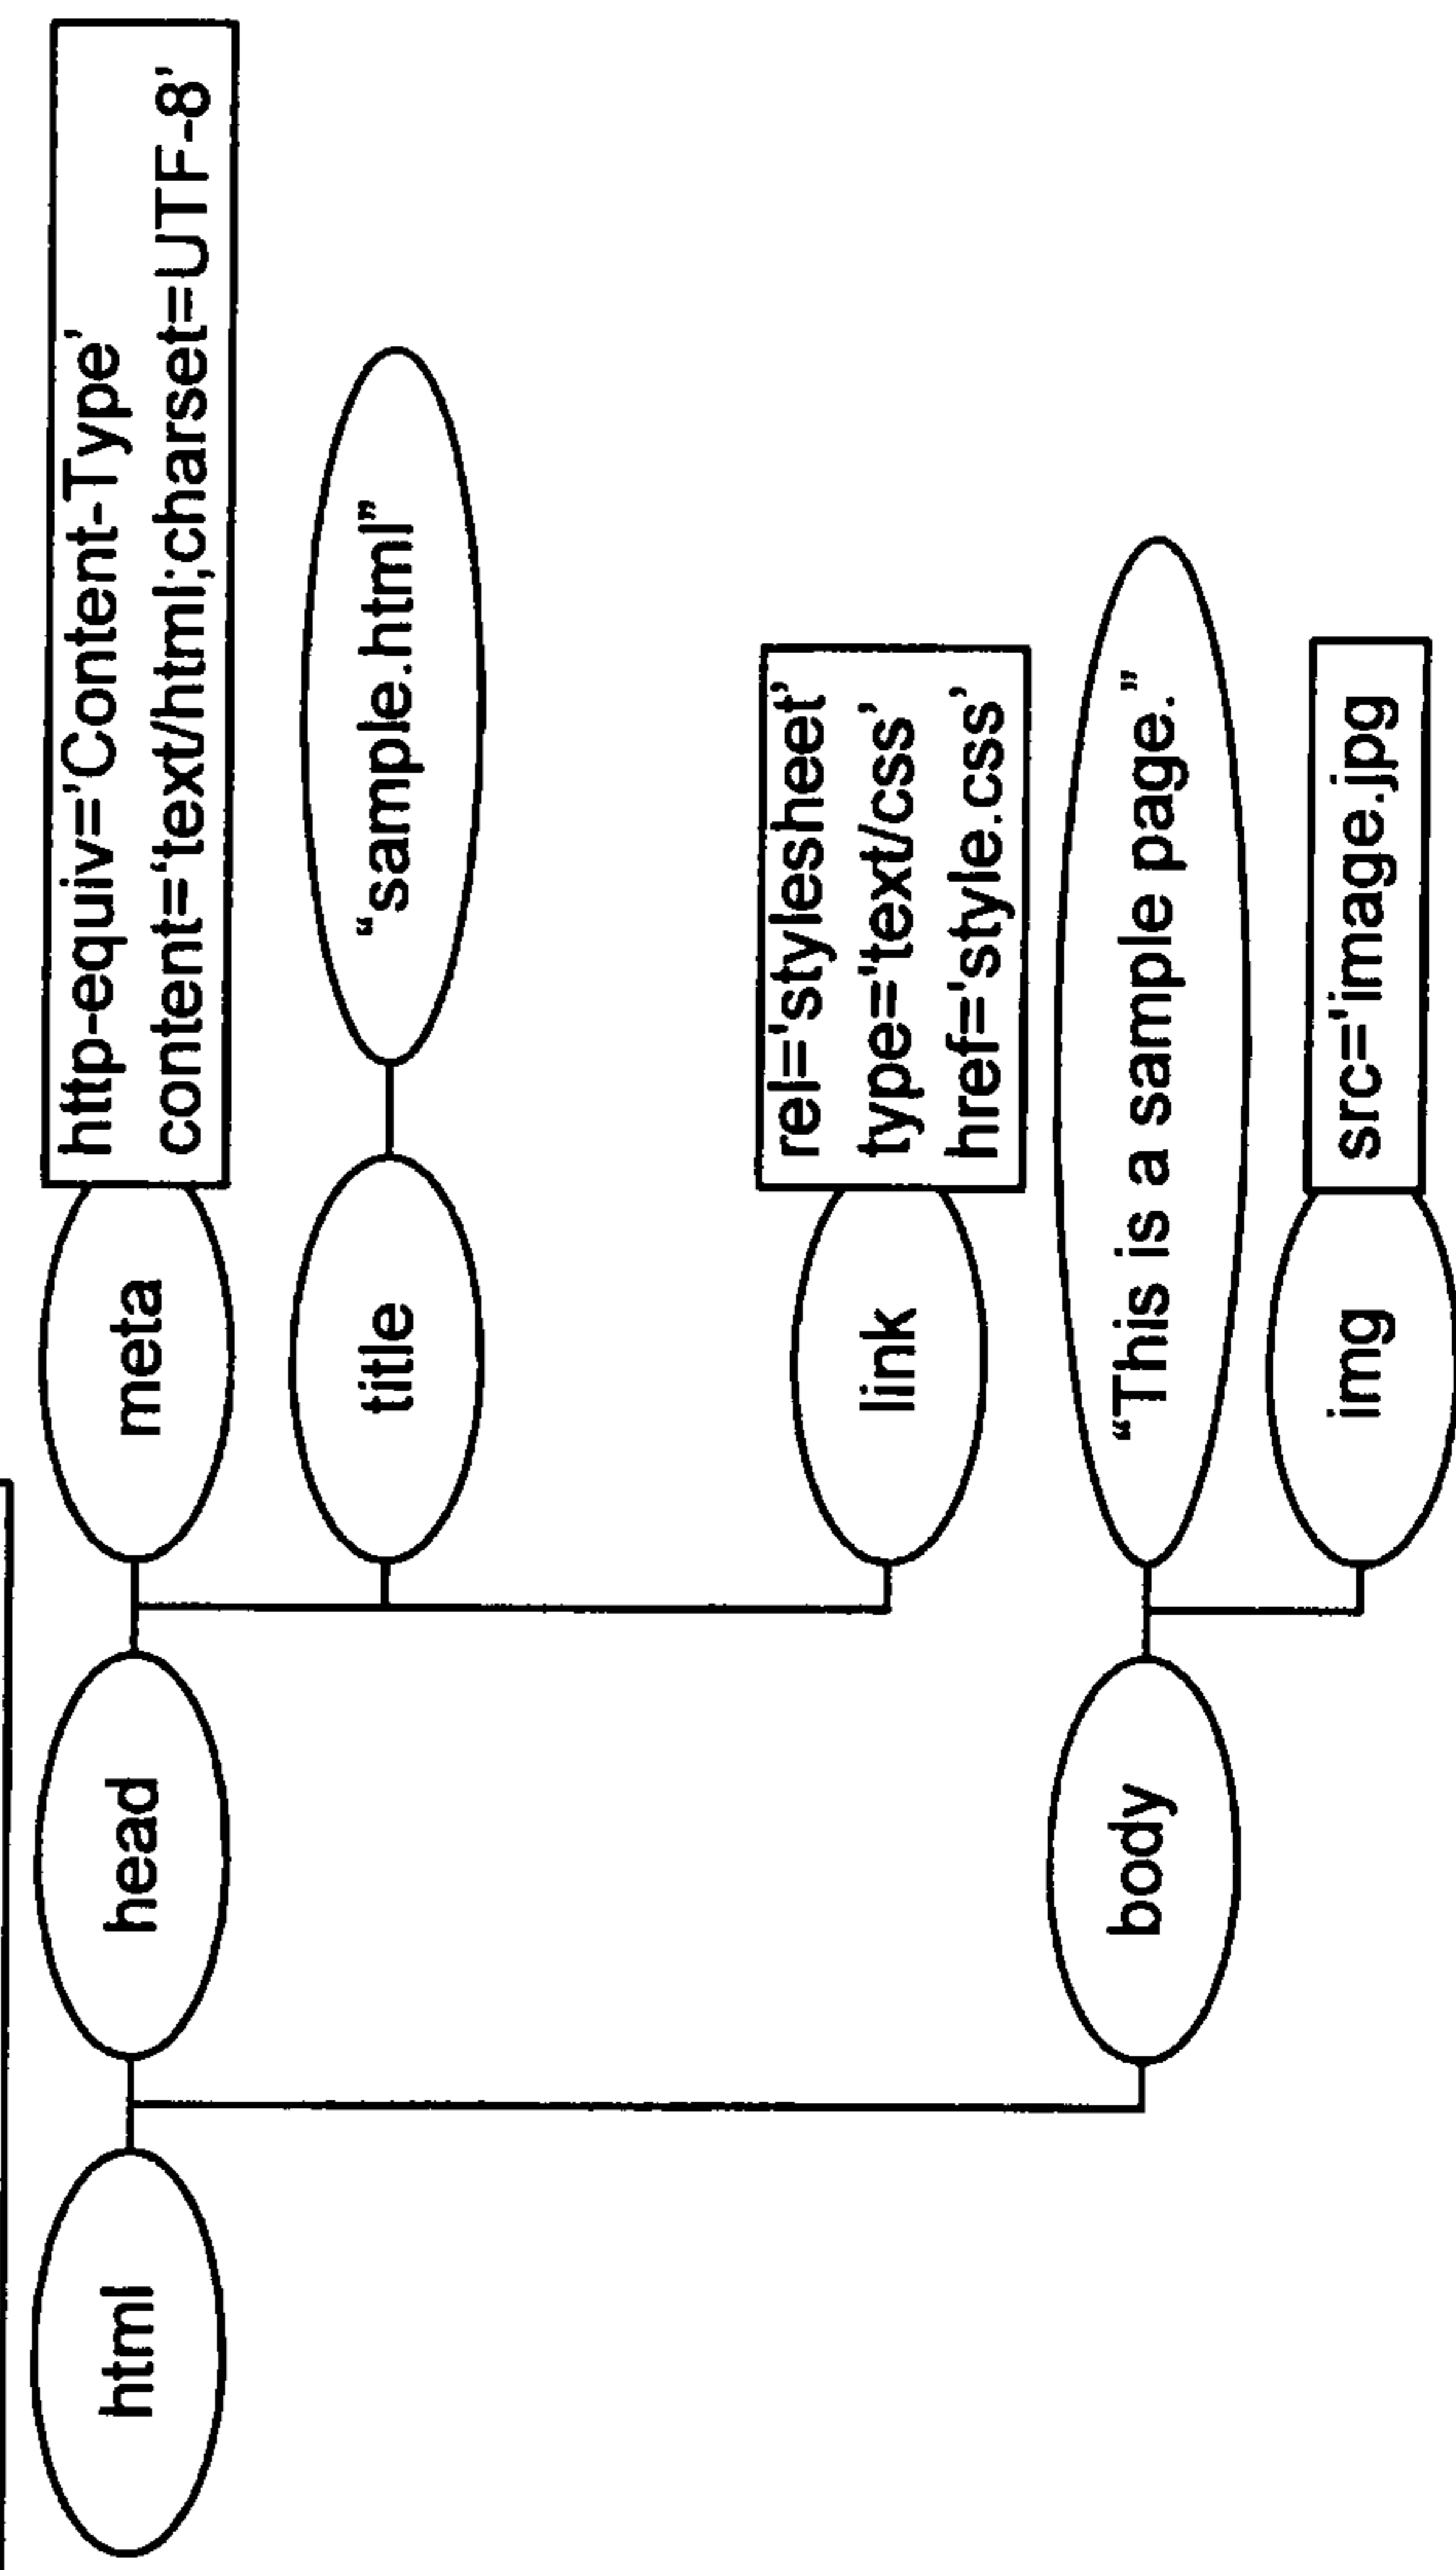 html
head
meta
http-equiv='Content-Type'
content='text/html;charset=UTF-8'
title
“sample.html”
link
rel='stylesheet'
type='text/css'
href='style.css'
body
“This is a sample page.”
img
src='image.jpg